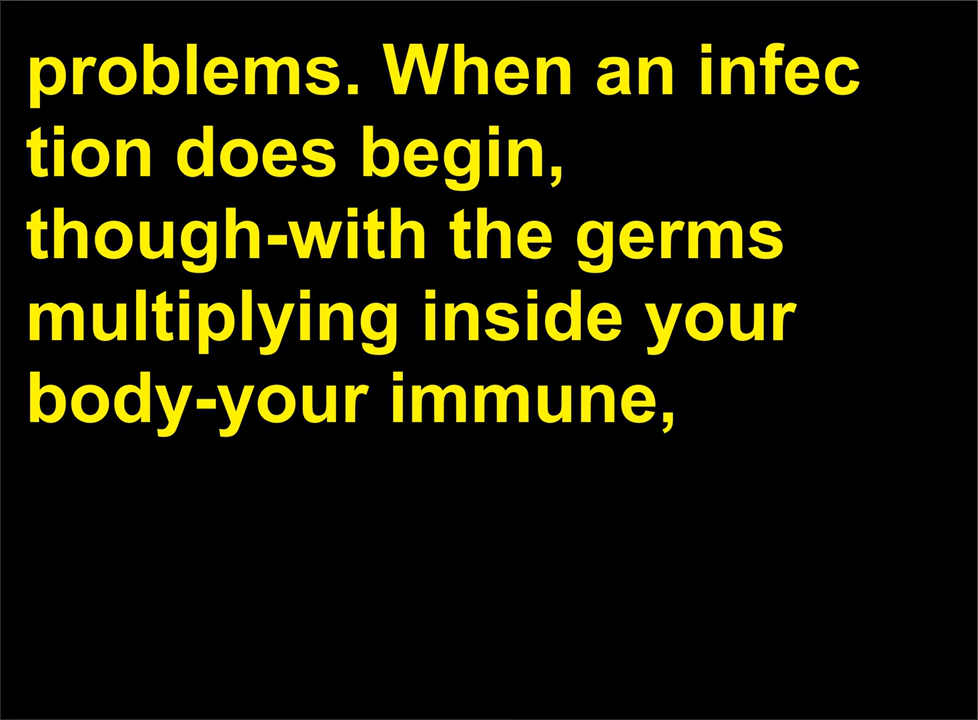 problems. When an infec
tion does begin,
though-with the germs
multiplying inside your
body-your immune,